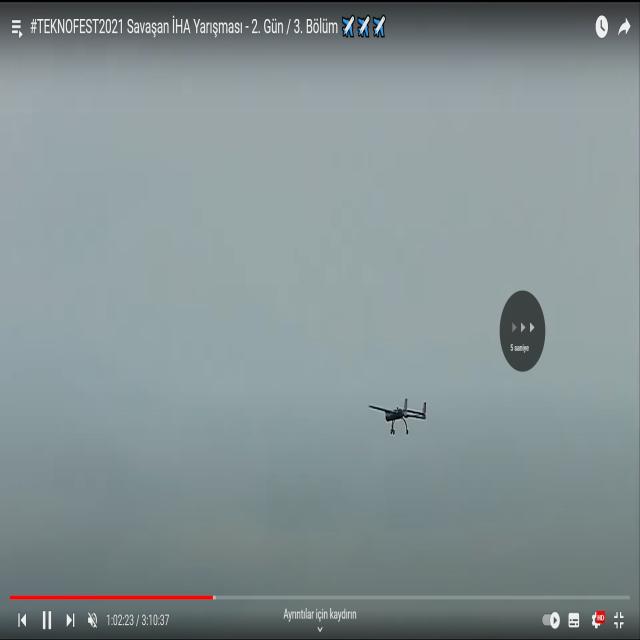 #TEKNOFEST2021 Savaşan İHA Yarışması - 2. Gün / 3. Bölüm ✈️✈️✈️
5 saniye
Ayrıntılar için kaydırın
1:02:23 / 3:10:37
HD